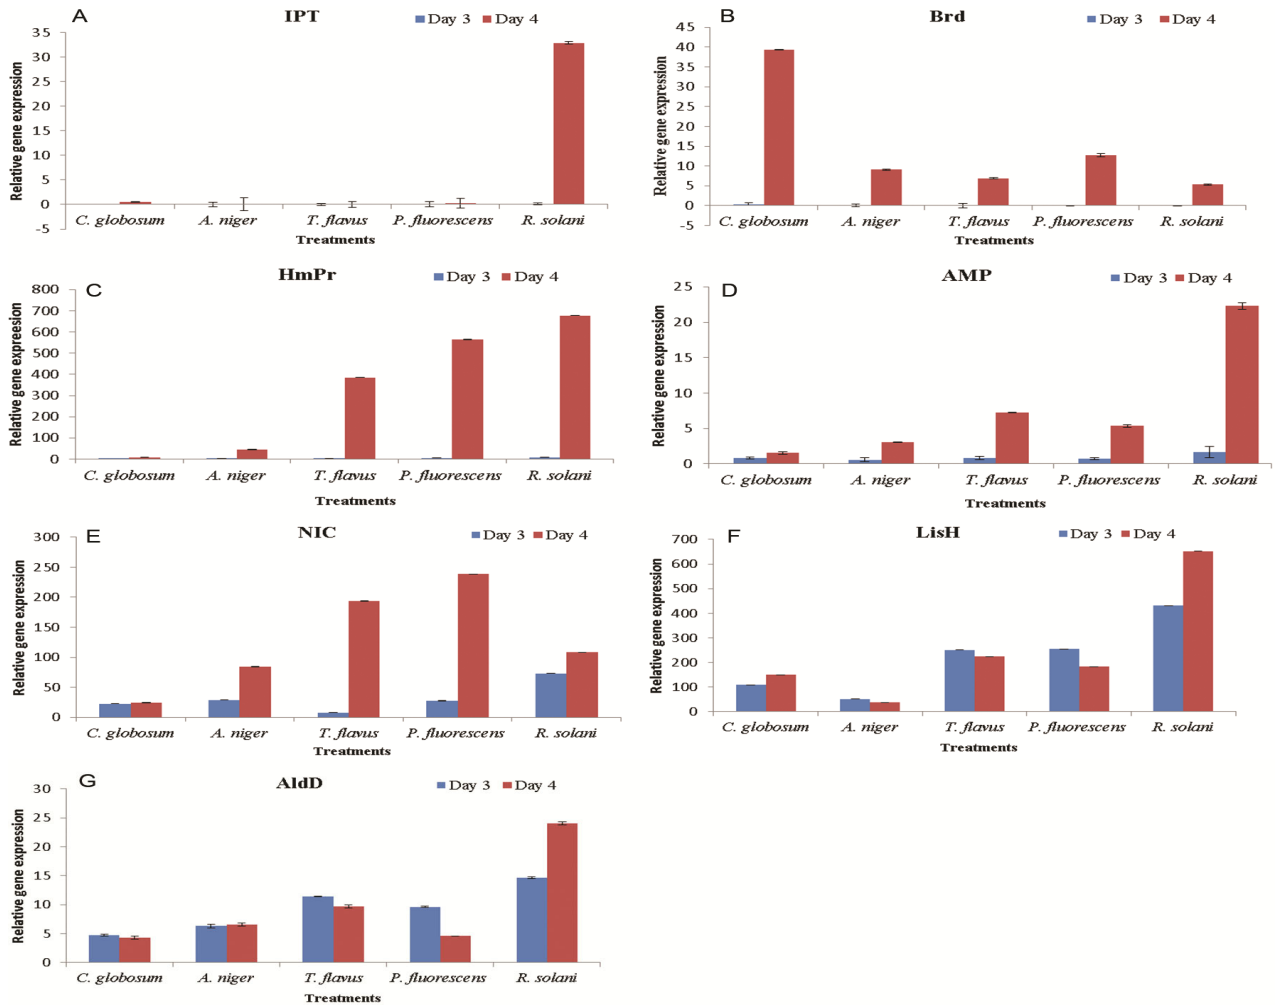 A IPT Day 3 Day 4
Relative gene expression
35
30
25
20
15
10
5
0
-5
C. globosum A. niger T. flavus P. fluorescens R. solani
Treatments
B Brd Day 3 Day 4
Relative gene expression
45
40
35
30
25
20
15
10
5
0
-5
C. globosum A. niger T. flavus P. fluorescens R. solani
Treatments
C HmPr Day 3 Day 4
Relative gene expreesion
800
700
600
500
400
300
200
100
0
C. globosum A. niger T. flavus P. fluorescens R. solani
Treatments
D AMP Day 3 Day 4
Relative gene expression
25
20
15
10
5
0
C. globosum A. niger T. flavus P. fluorescens R. solani
Treatments
E NIC Day 3 Day 4
Relative gene expression
300
250
200
150
100
50
0
C. globosum A. niger T. flavus P. fluorescens R. solani
Treatments
F LisH Day 3 Day 4
Relative gene expression
700
600
500
400
300
200
100
0
C. globosum A. niger T. flavus P. fluorescens R. solani
Treatments
G AldD Day 3 Day 4
Relative gene expression
30
25
20
15
10
5
0
C. globosum A. niger T. flavus P. fluorescens R. solani
Treatments